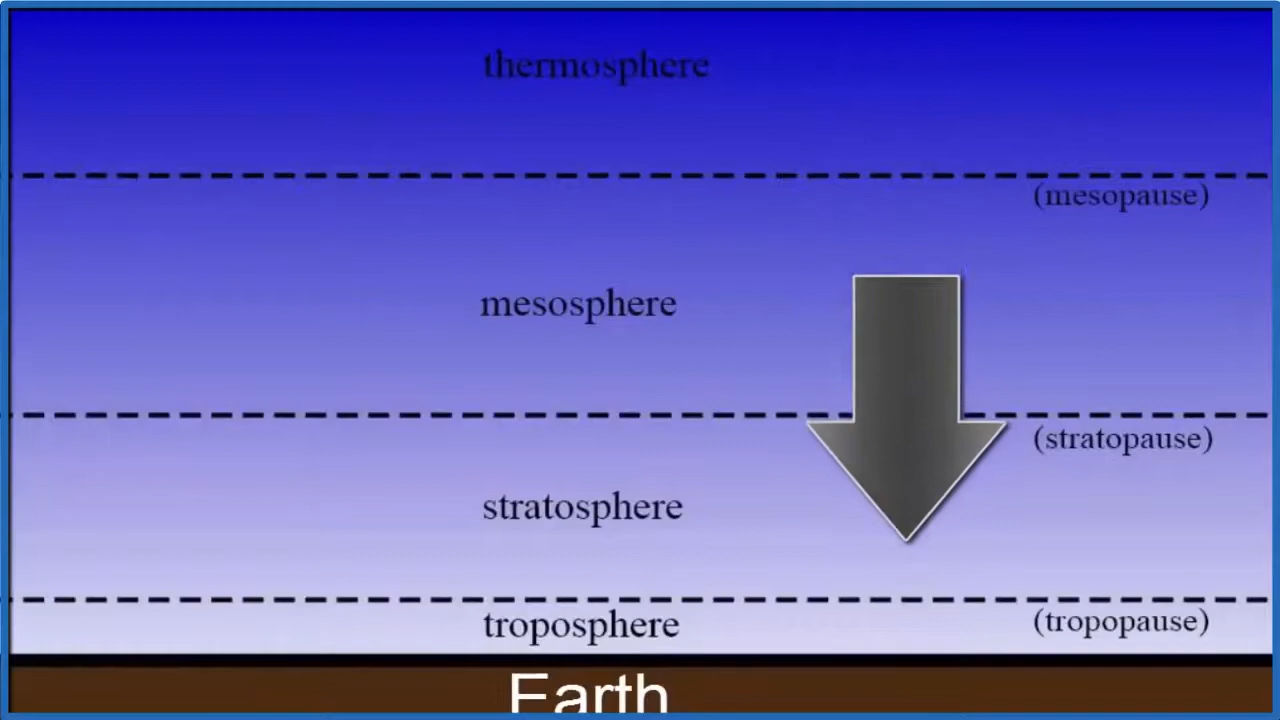 thermosphere
(mesopause)
mesosphere
(stratopause)
stratosphere
troposphere
(tropopause)
Earth